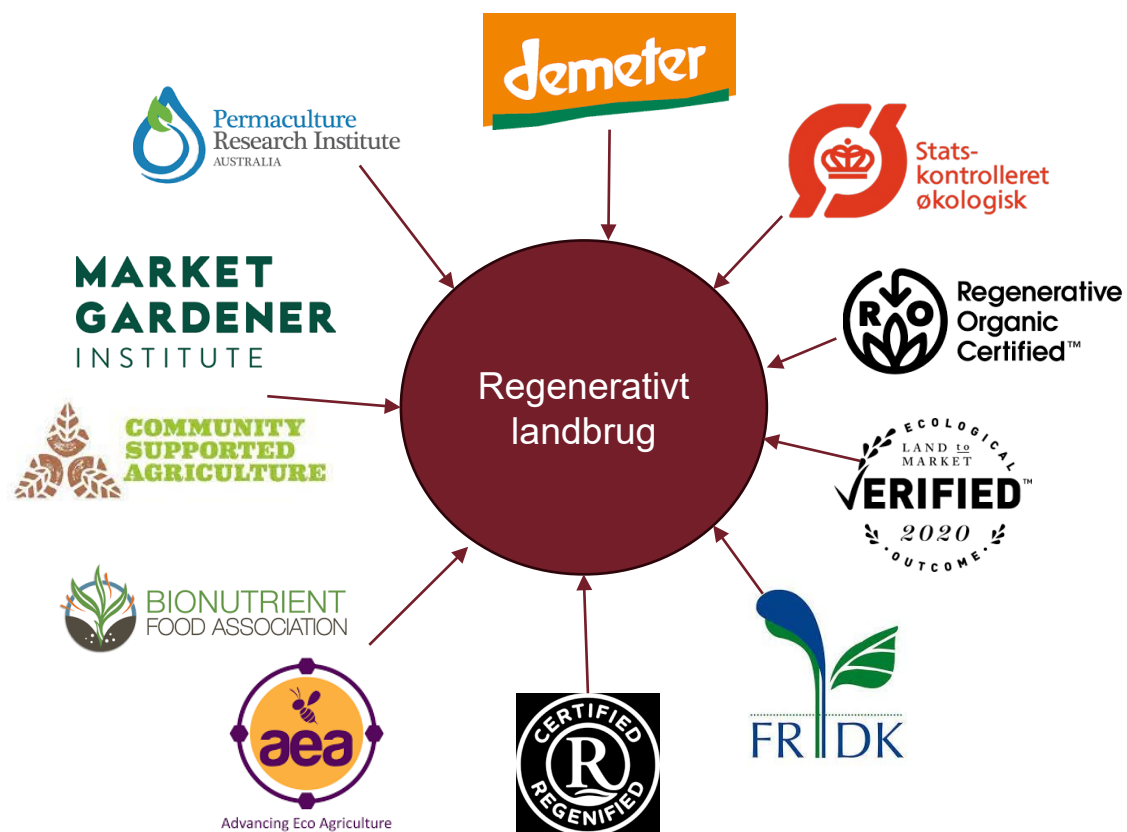 demeter
Permaculture
Research Institute
AUSTRALIA
Stats-
kontrolleret
økologisk
MARKET
GARDENER
INSTITUTE
R O
Regenerative
Organic
Certified™
Regenerativt
landbrug
COMMUNITY
SUPPORTED
AGRICULTURE
ECOLOGICAL
LAND to
MARKET
VERIFIED™
2020
OUTCOME
BIONUTRIENT
FOOD ASSOCIATION
aea
Advancing Eco Agriculture
CERTIFIED
R
REGENIFIED
FRDK